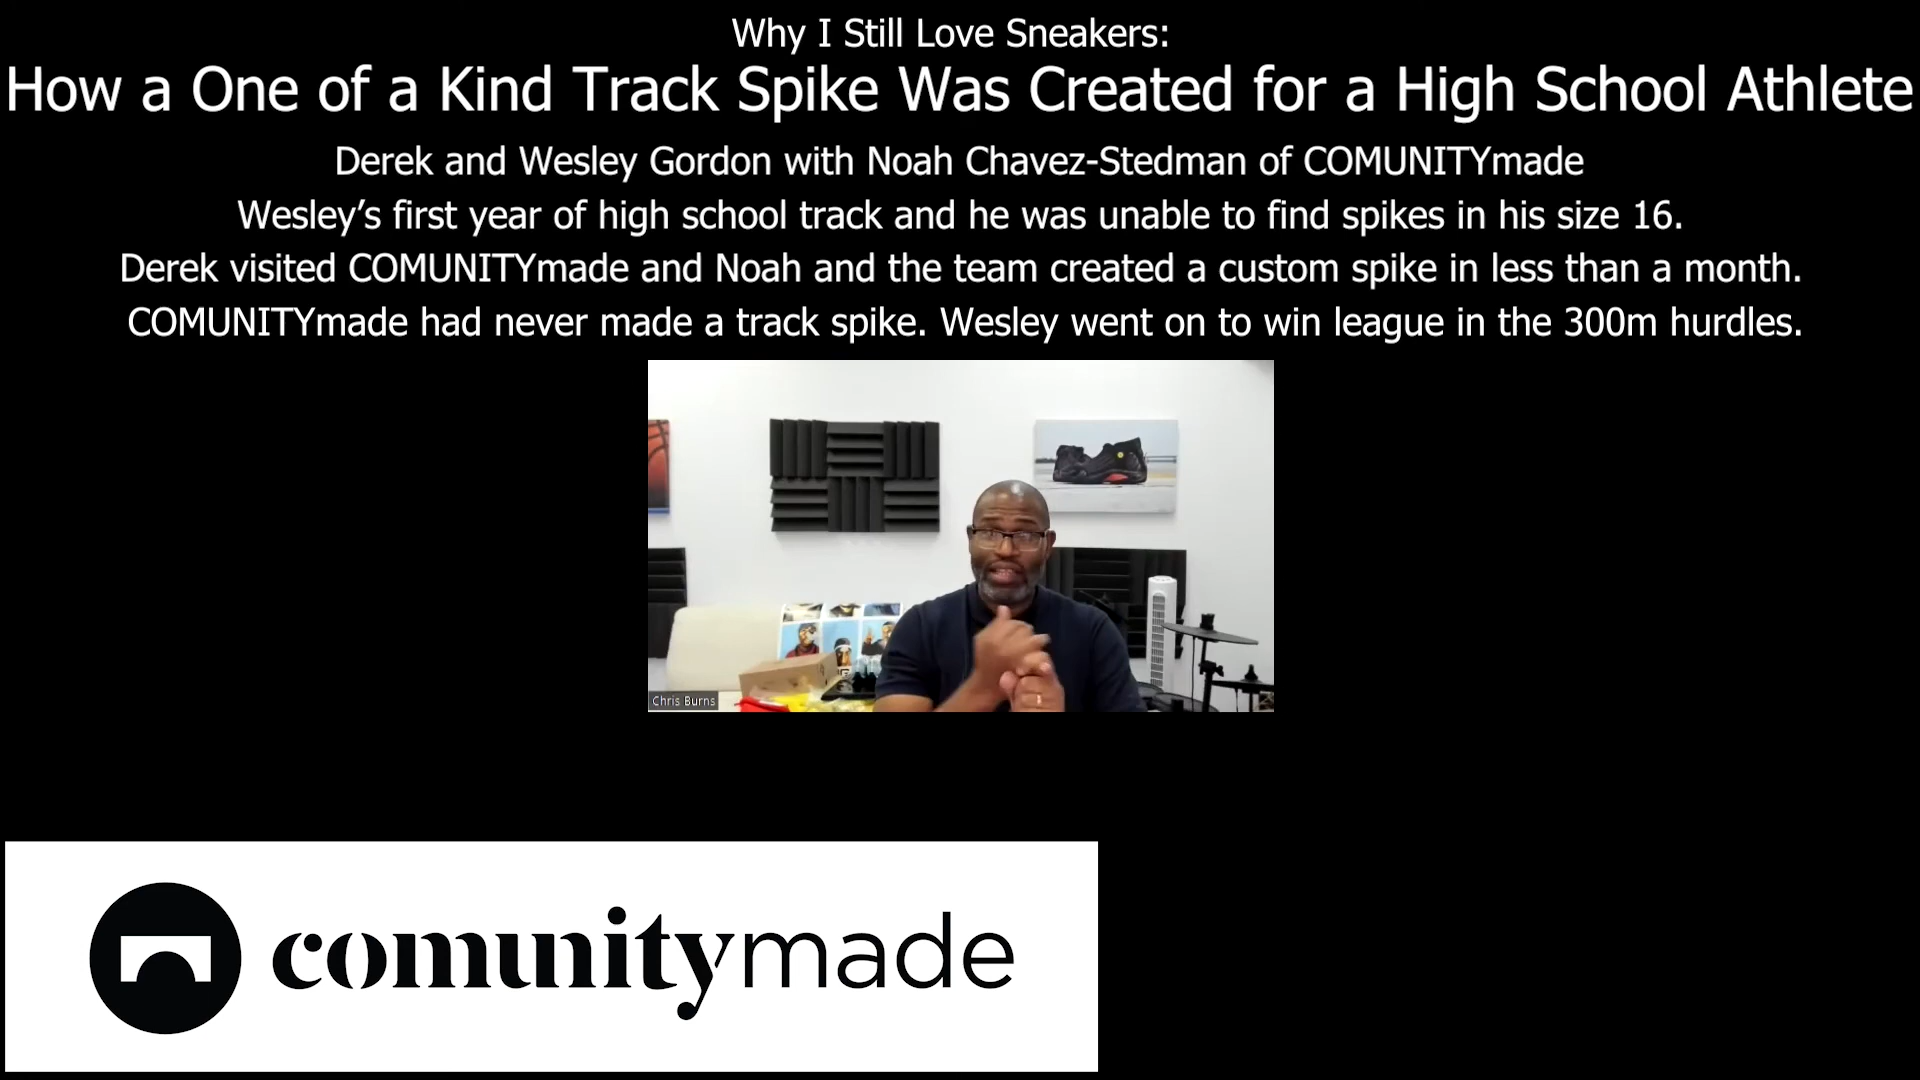 Why I Still Love Sneakers:
How a One of a Kind Track Spike Was Created for a High School Athlete
Derek and Wesley Gordon with Noah Chavez-Stedman of COMUNITYmade
Wesley’s first year of high school track and he was unable to find spikes in his size 16.
Derek visited COMUNITYmade and Noah and the team created a custom spike in less than a month.
COMUNITYmade had never made a track spike. Wesley went on to win league in the 300m hurdles.
Chris Burns
comunitymade